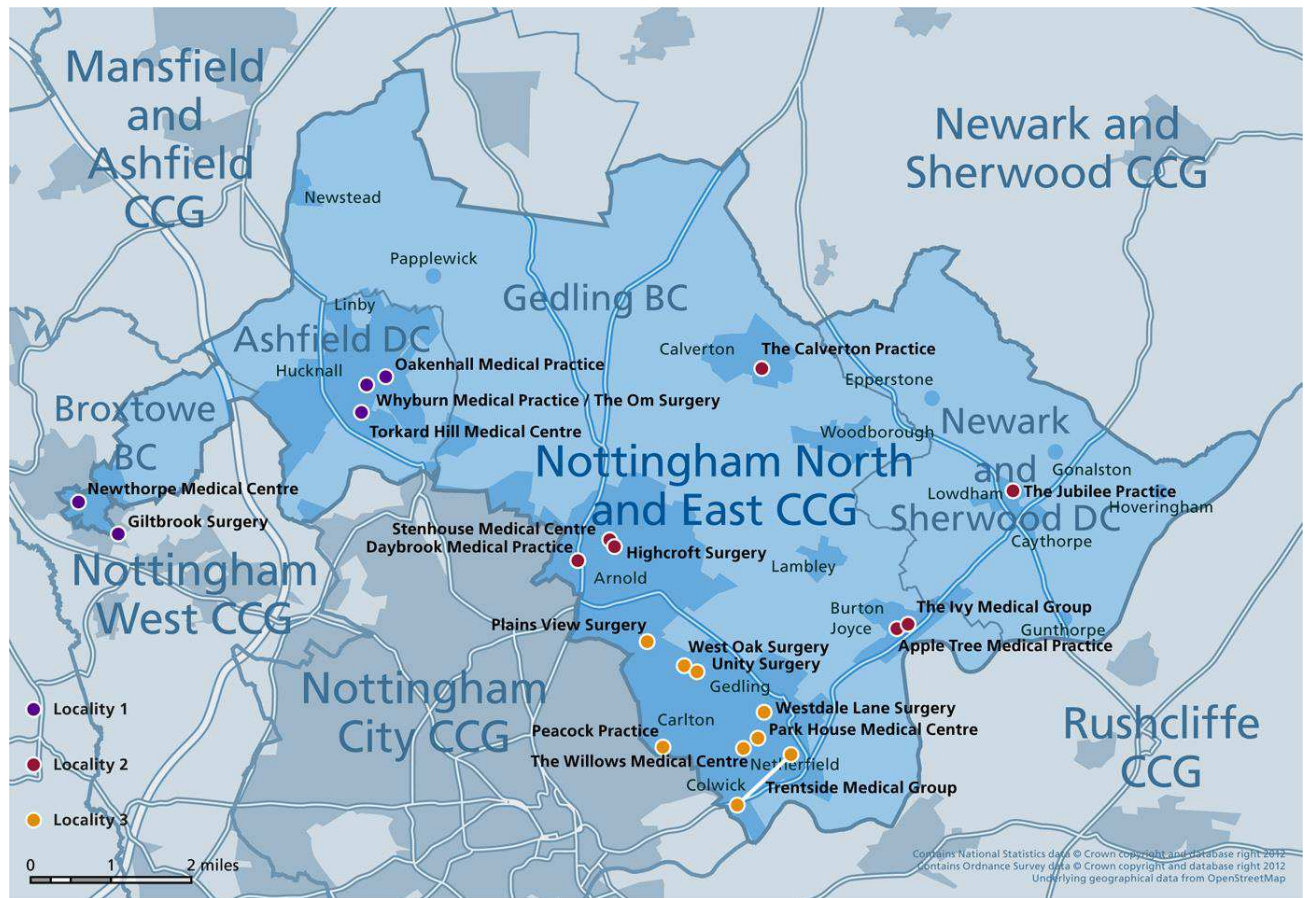 Mansfield
and
Ashfield
CCG
Newark and
Sherwood CCG
Newstead
Papplewick
Gedling BC
Linby
Ashfield DC
Hucknall
Oakenhall Medical Practice
Whyburn Medical Practice / The Om Surgery
Torkard Hill Medical Centre
Calverton
The Calverton Practice
Epperstone
Broxtowe
BC
Newthorpe Medical Centre
Giltbrook Surgery
Nottingham
West CCG
Woodborough
Newark
and
Sherwood DC
Gonalston
Lowdham
The Jubilee Practice
Hoveringham
Caythorpe
Nottingham North
and East CCG
Stenhouse Medical Centre
Daybrook Medical Practice
Highcroft Surgery
Arnold
Lambley
Burton
Joyce
The Ivy Medical Group
Gunthorpe
Apple Tree Medical Practice
Plains View Surgery
West Oak Surgery
Unity Surgery
Gedling
Nottingham
City CCG
Westdale Lane Surgery
Carlton
Peacock Practice
Park House Medical Centre
The Willows Medical Centre
Netherfield
Colwick
Trentside Medical Group
Rushcliffe
CCG
Locality 1
Locality 2
Locality 3
0 1 2 miles
Contains National Statistics data © Crown copyright and database right 2012
Contains Ordnance Survey data © Crown copyright and database right 2012
Underlying geographical data from OpenStreetMap